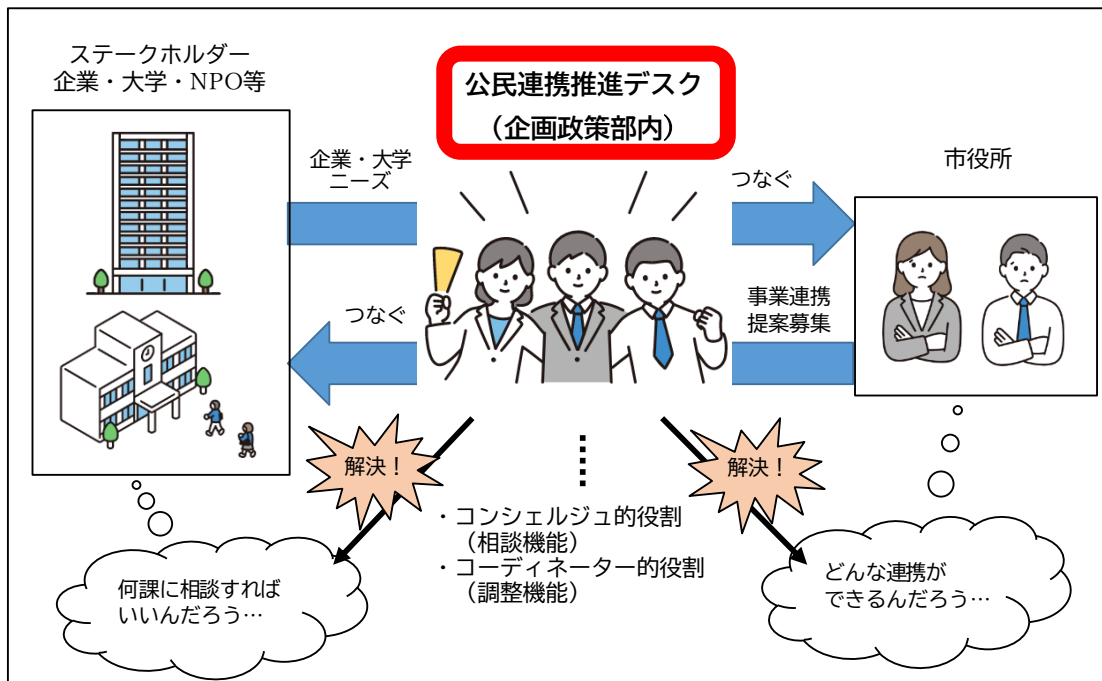 ステークホルダー
企業・大学・NPO等
公民連携推進デスク
（企画政策部内）
企業・大学
ニーズ
つなぐ
市役所
つなぐ
事業連携
提案募集
解決！
解決！
・コンシェルジュ的役割
（相談機能）
・コーディネーター的役割
（調整機能）
何課に相談すれば
いいんだろう…
どんな連携が
できるんだろう…